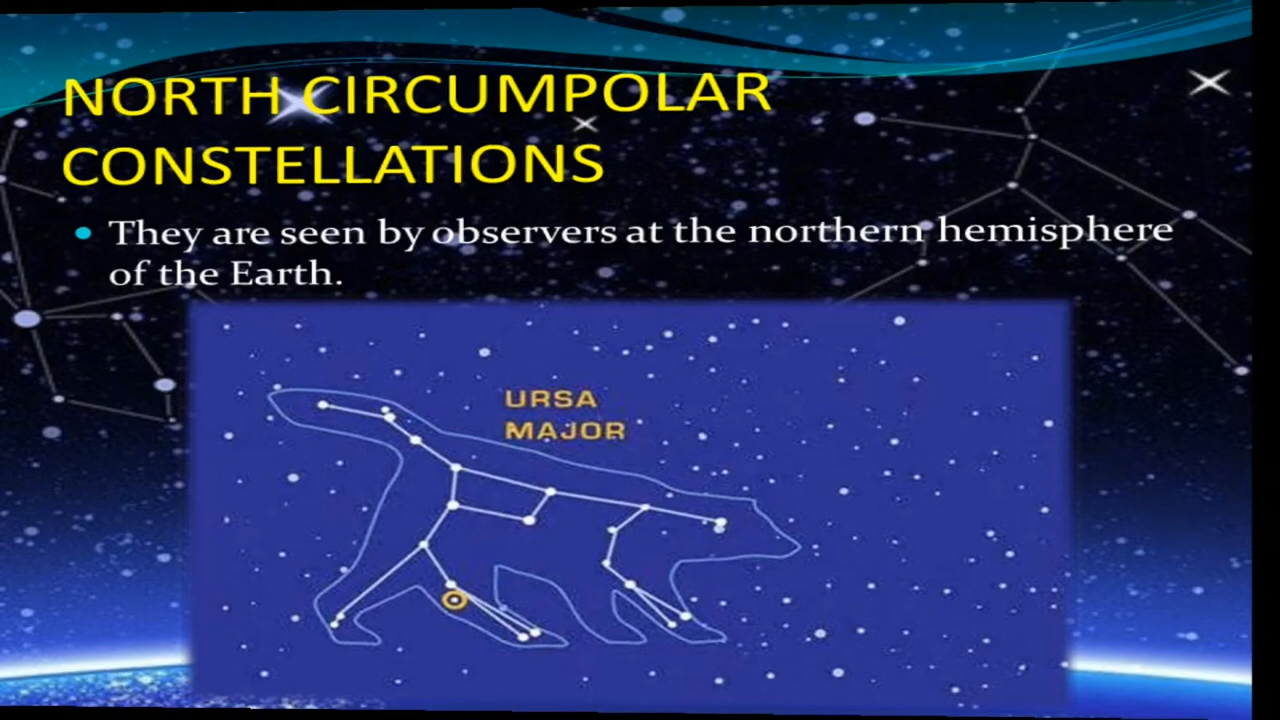 NORTH CIRCUMPOLAR
CONSTELLATIONS
They are seen by observers at the northern hemisphere
of the Earth.
URSA
MAJOR